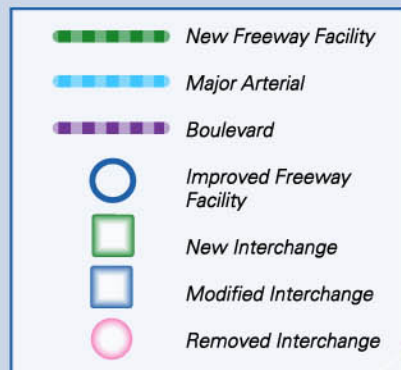 New Freeway Facility
Major Arterial
Boulevard
Improved Freeway
Facility
New Interchange
Modified Interchange
Removed Interchange